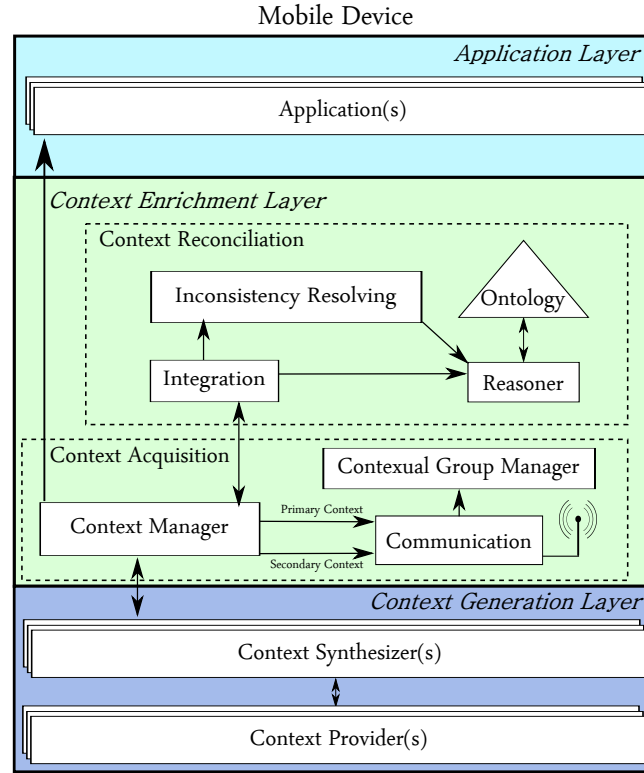 Mobile Device
Application Layer
Application(s)
Context Enrichment Layer
Context Reconciliation
Inconsistency Resolving
Ontology
Integration
Reasoner
Context Acquisition
Contexual Group Manager
Context Manager
Primary Context
Communication
Secondary Context
Context Generation Layer
Context Synthesizer(s)
Context Provider(s)